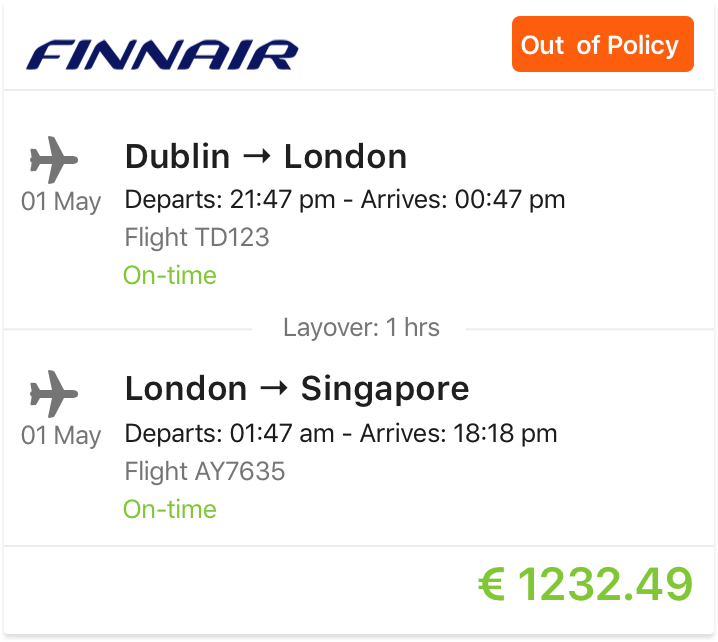 FINNAIR
Out of Policy
Dublin → London
01 May
Departs: 21:47 pm - Arrives: 00:47 pm
Flight TD123
On-time
Layover: 1 hrs
London → Singapore
01 May
Departs: 01:47 am - Arrives: 18:18 pm
Flight AY7635
On-time
€ 1232.49